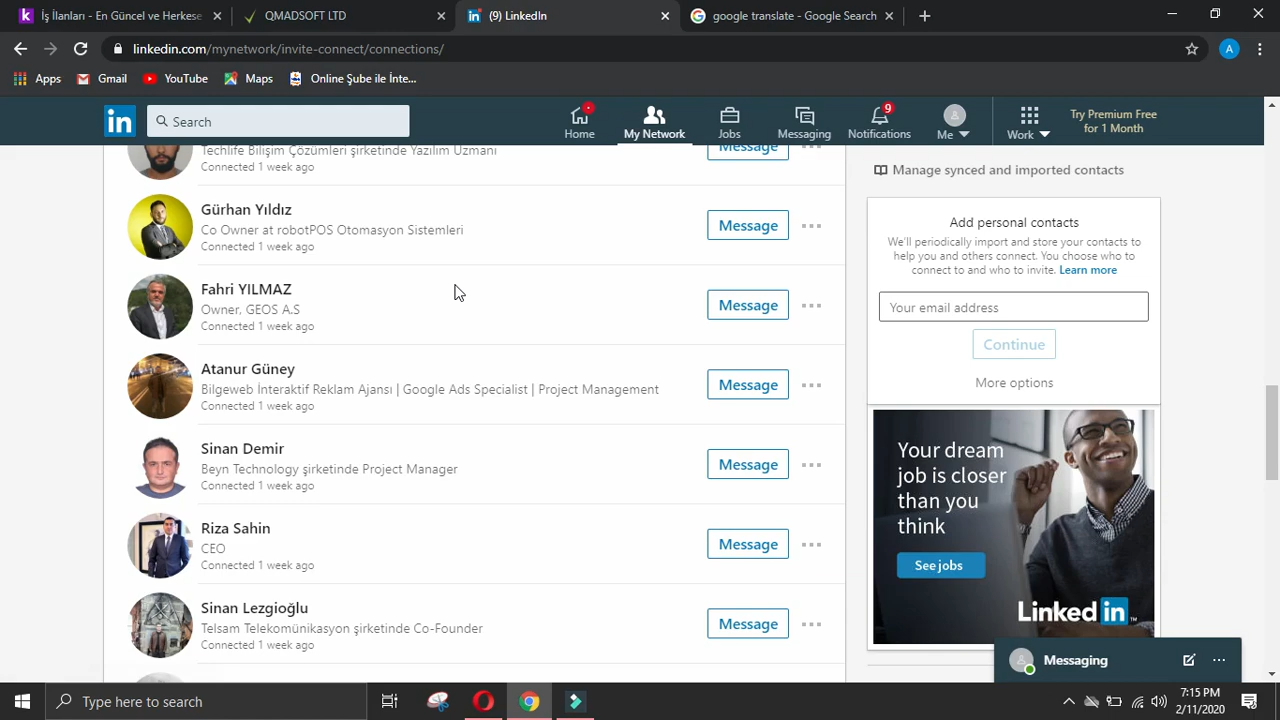 İş İlanları - En Güncel ve Herkese
QMADSOFT LTD
(9) LinkedIn
google translate - Google Search
linkedin.com/mynetwork/invite-connect/connections/
A
Apps
Gmail
YouTube
Maps
Online Şube ile İnte...
in
Search
Home
My Network
Jobs
Messaging
9
Notifications
Me
Work
Try Premium Free
for 1 Month
Techlife Bilişim Çözümleri şirketinde Yazılım Uzmanı
Connected 1 week ago
Message
Gürhan Yıldız
Co Owner at robotPOS Otomasyon Sistemleri
Connected 1 week ago
Message
Fahri YILMAZ
Owner, GEOS A.S
Connected 1 week ago
Message
Atanur Güney
Bilgeweb İnteraktif Reklam Ajansı | Google Ads Specialist | Project Management
Connected 1 week ago
Message
Sinan Demir
Beyn Technology şirketinde Project Manager
Connected 1 week ago
Message
Riza Sahin
CEO
Connected 1 week ago
Message
Sinan Lezgioğlu
Telsam Telekomünikasyon şirketinde Co-Founder
Connected 1 week ago
Message
Manage synced and imported contacts
Add personal contacts
We'll periodically import and store your contacts to
help you and others connect. You choose who to
connect to and who to invite. Learn more
Your email address
Continue
More options
Your dream
job is closer
than you
think
See jobs
Linked in
Messaging
Type here to search
7:15 PM
2/11/2020